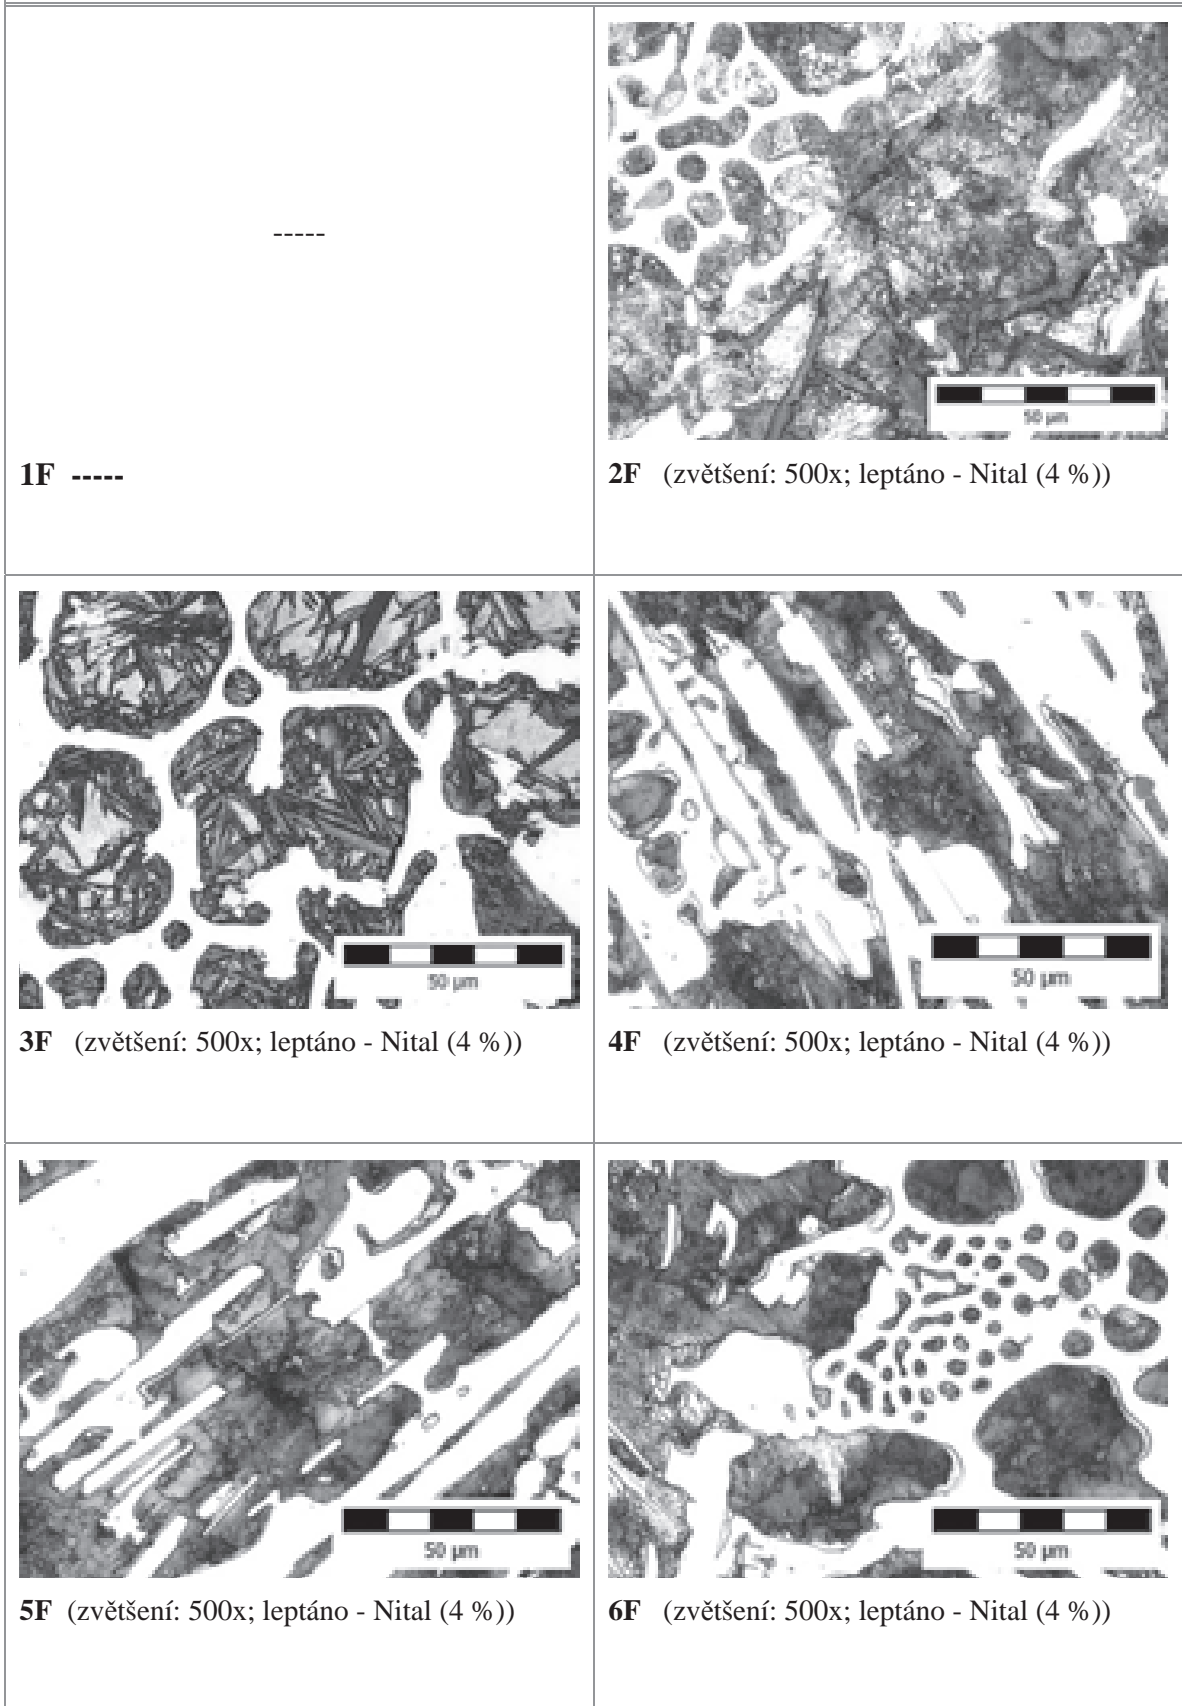 -----
1F -----
50 µm
2F (zvětšení: 500x; leptáno - Nital (4 %))
50 µm
3F (zvětšení: 500x; leptáno - Nital (4 %))
50 µm
4F (zvětšení: 500x; leptáno - Nital (4 %))
50 µm
5F (zvětšení: 500x; leptáno - Nital (4 %))
50 µm
6F (zvětšení: 500x; leptáno - Nital (4 %))